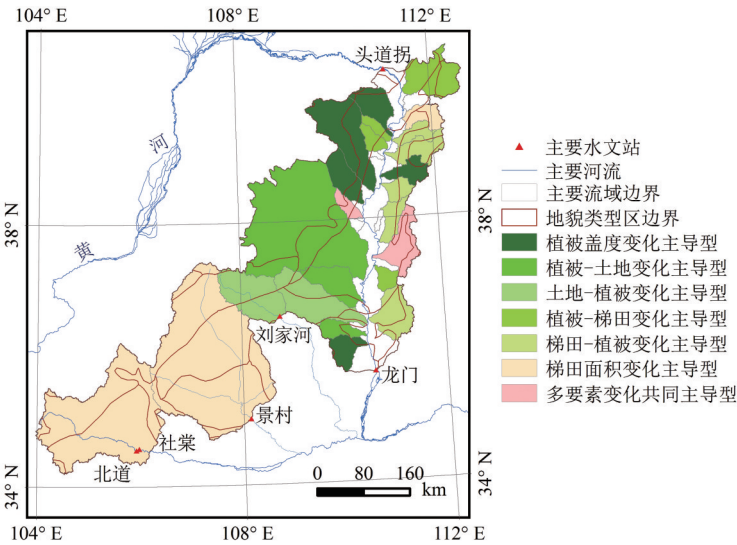 104° E
108° E
112° E
头道拐
河
黄
38° N
38° N
刘家河
龙门
景村
社棠
北道
34° N
34° N
0 80 160
km
104° E
108° E
112° E
主要水文站
主要河流
主要流域边界
地貌类型区边界
植被盖度变化主导型
植被-土地变化主导型
土地-植被变化主导型
植被-梯田变化主导型
梯田-植被变化主导型
梯田面积变化主导型
多要素变化共同主导型